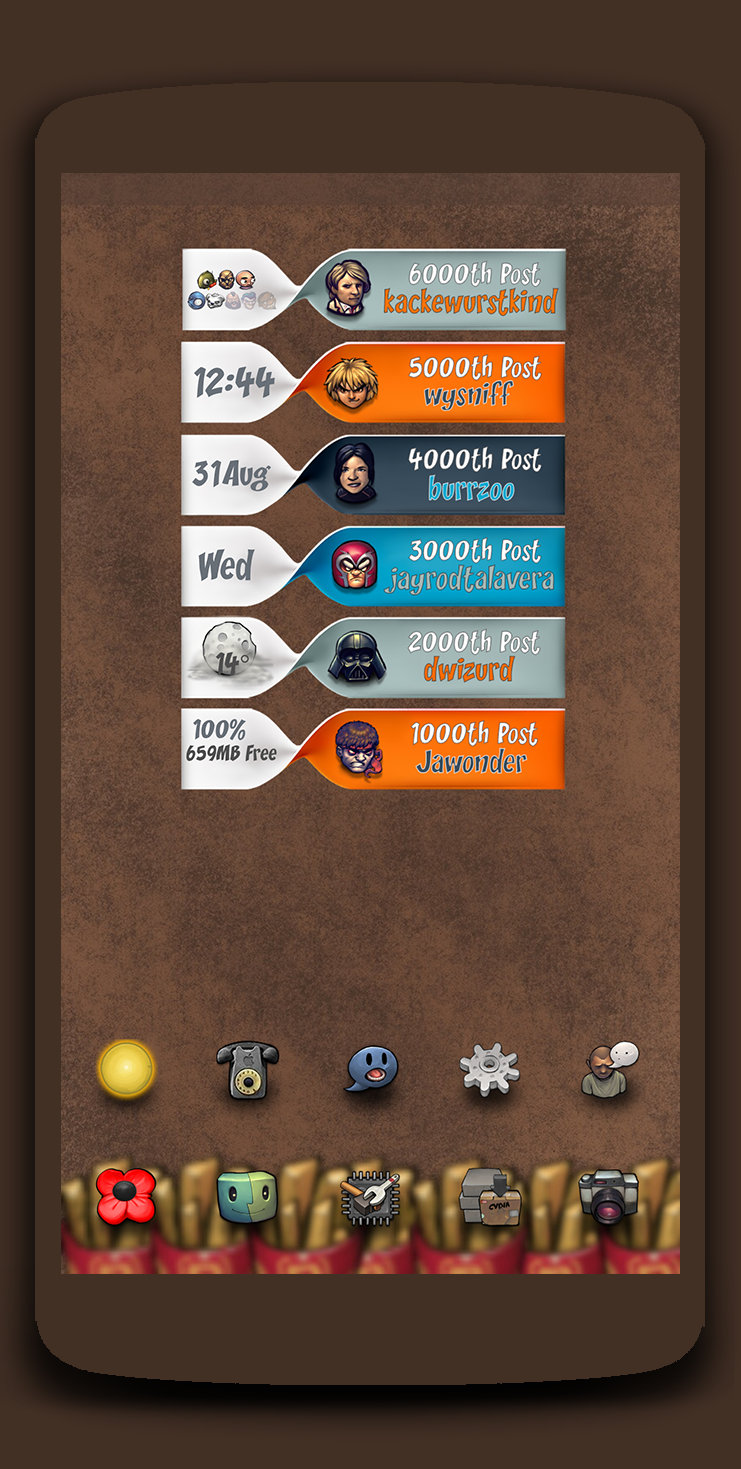 6000th Post
kackewurstkind
12:44
5000th Post
wysniff
31Aug
4000th Post
burrzoo
Wed
3000th Post
jayrodtalavera
14°
2000th Post
dwizurd
100%
659MB Free
1000th Post
Jawonder
CYDIA